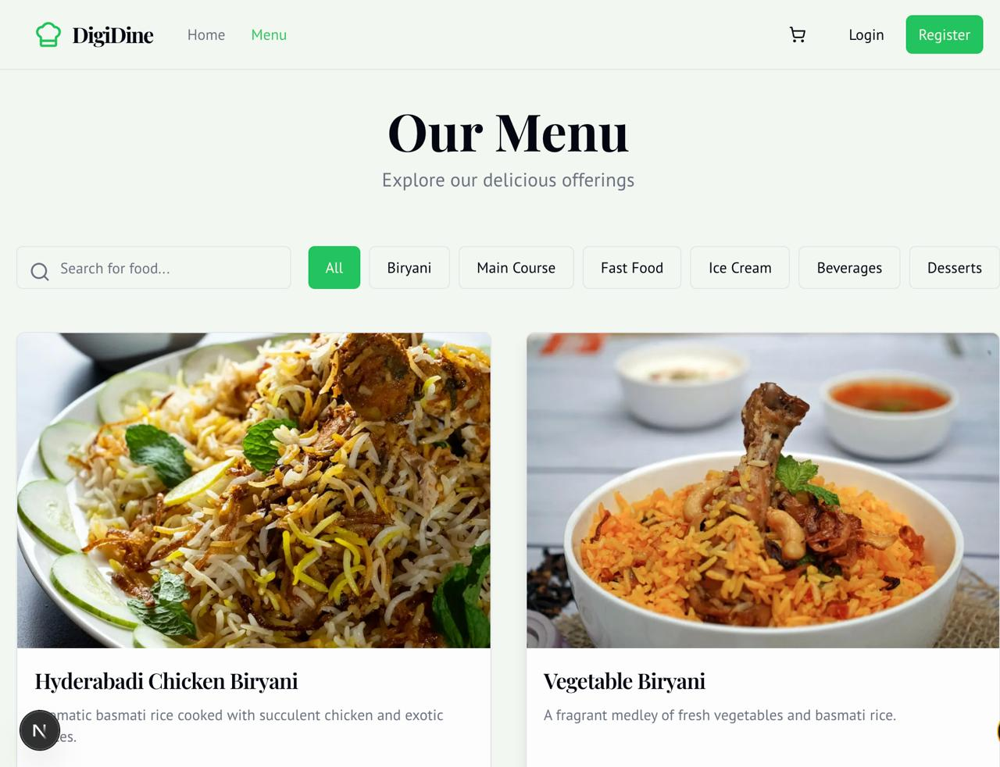 DigiDine
Home
Menu
Login
Register
Our Menu
Explore our delicious offerings
Search for food...
All
Biryani
Main Course
Fast Food
Ice Cream
Beverages
Desserts
Hyderabadi Chicken Biryani
matic basmati rice cooked with succulent chicken and exotic
es.
N
Vegetable Biryani
A fragrant medley of fresh vegetables and basmati rice.